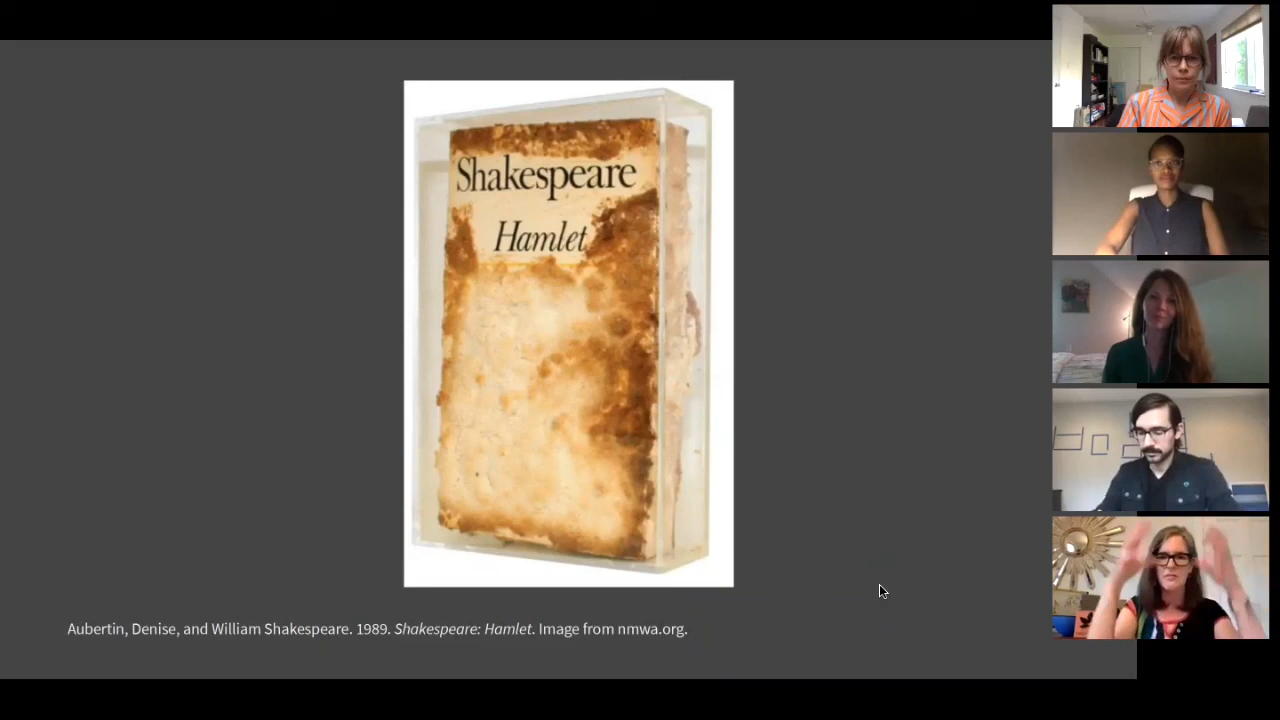 Shakespeare
Hamlet
Aubertin, Denise, and William Shakespeare. 1989. Shakespeare: Hamlet. Image from nmwa.org.